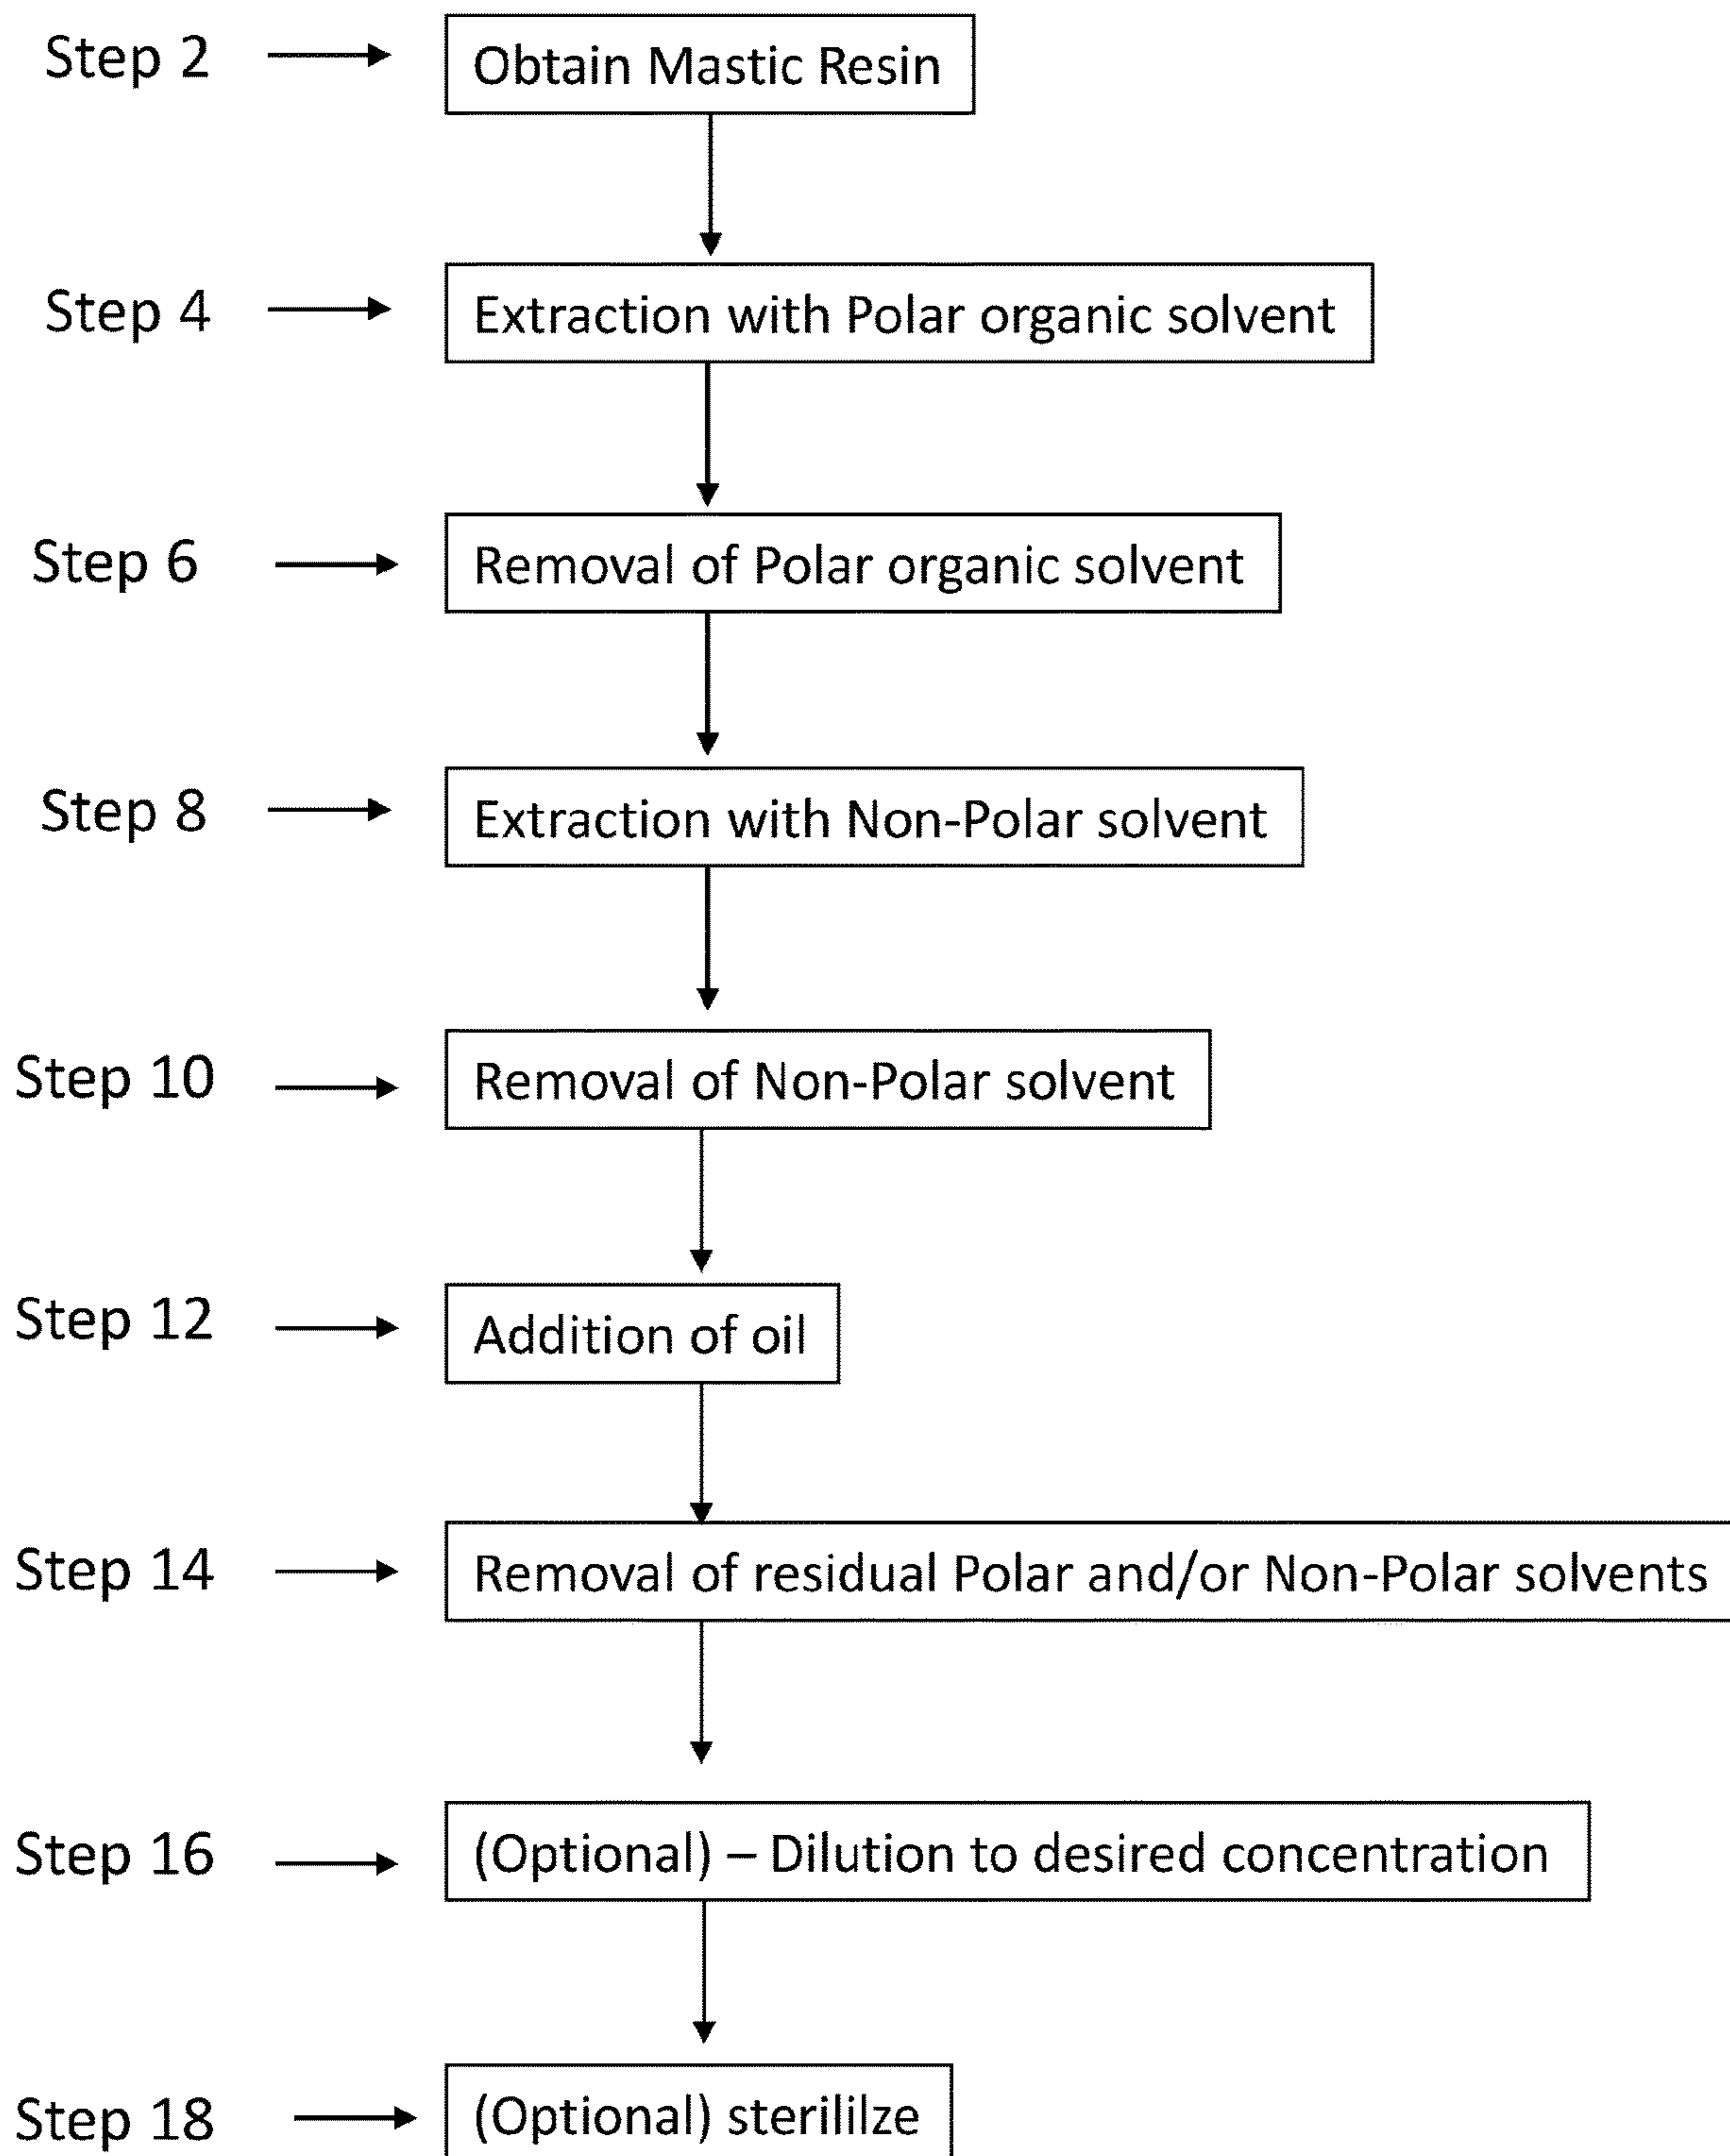 Step 2
Obtain Mastic Resin
Step 4
Extraction with Polar organic solvent
Step 6
Removal of Polar organic solvent
Step 8
Extraction with Non-Polar solvent
Step 10
Removal of Non-Polar solvent
Step 12
Addition of oil
Step 14
Removal of residual Polar and/or Non-Polar solvents
Step 16
(Optional) – Dilution to desired concentration
Step 18
(Optional) sterililze